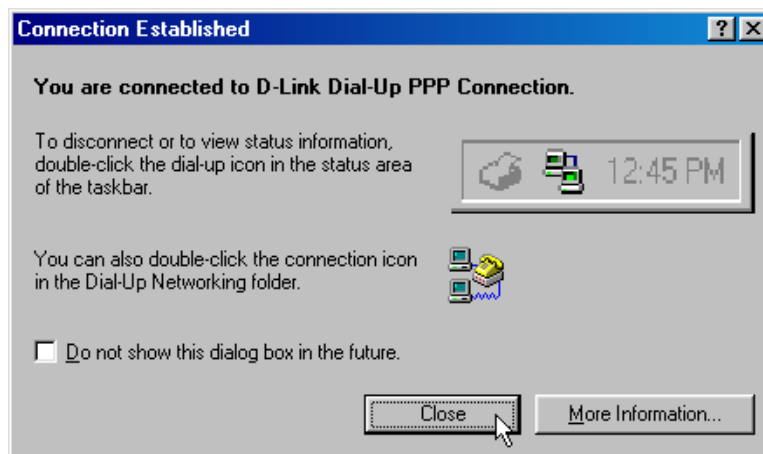 Connection Established
You are connected to D-Link Dial-Up PPP Connection.
To disconnect or to view status information,
double-click the dial-up icon in the status area
of the taskbar.
12:45 PM
You can also double-click the connection icon
in the Dial-Up Networking folder.
Do not show this dialog box in the future.
Close
More Information...